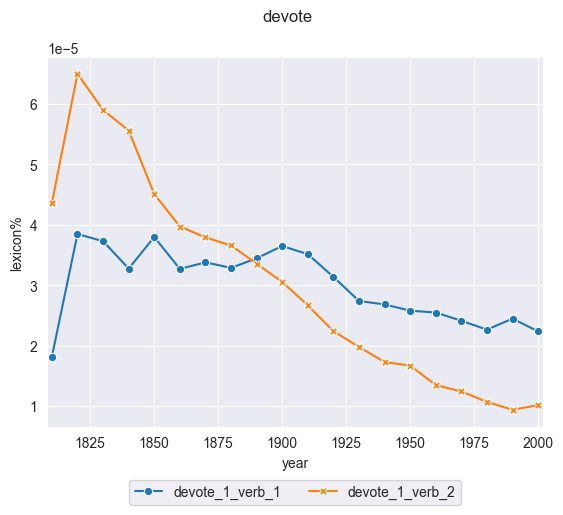 devote
1e−5
6
5
4
3
2
1
lexicon%
1825 1850 1875 1900 1925 1950 1975 2000
year
devote_1_verb_1 devote_1_verb_2